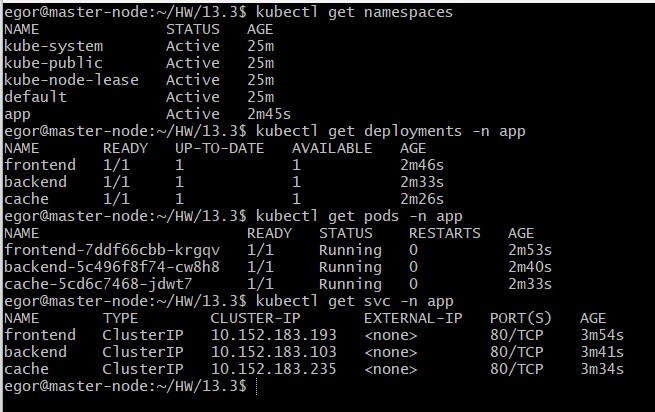 egor@master-node:~/HW/13.3$ kubectl get namespaces
NAME STATUS AGE
kube-system Active 25m
kube-public Active 25m
kube-node-lease Active 25m
default Active 25m
app Active 2m45s
egor@master-node:~/HW/13.3$ kubectl get deployments -n app
NAME READY UP-TO-DATE AVAILABLE AGE
frontend 1/1 1 1 2m46s
backend 1/1 1 1 2m33s
cache 1/1 1 1 2m26s
egor@master-node:~/HW/13.3$ kubectl get pods -n app
NAME READY STATUS RESTARTS AGE
frontend-7ddf66cbb-krgqv 1/1 Running 0 2m53s
backend-5c496f8f74-cw8h8 1/1 Running 0 2m40s
cache-5cd6c7468-jdwt7 1/1 Running 0 2m33s
egor@master-node:~/HW/13.3$ kubectl get svc -n app
NAME TYPE CLUSTER-IP EXTERNAL-IP PORT(S) AGE
frontend ClusterIP 10.152.183.193 <none> 80/TCP 3m54s
backend ClusterIP 10.152.183.103 <none> 80/TCP 3m41s
cache ClusterIP 10.152.183.235 <none> 80/TCP 3m34s
egor@master-node:~/HW/13.3$